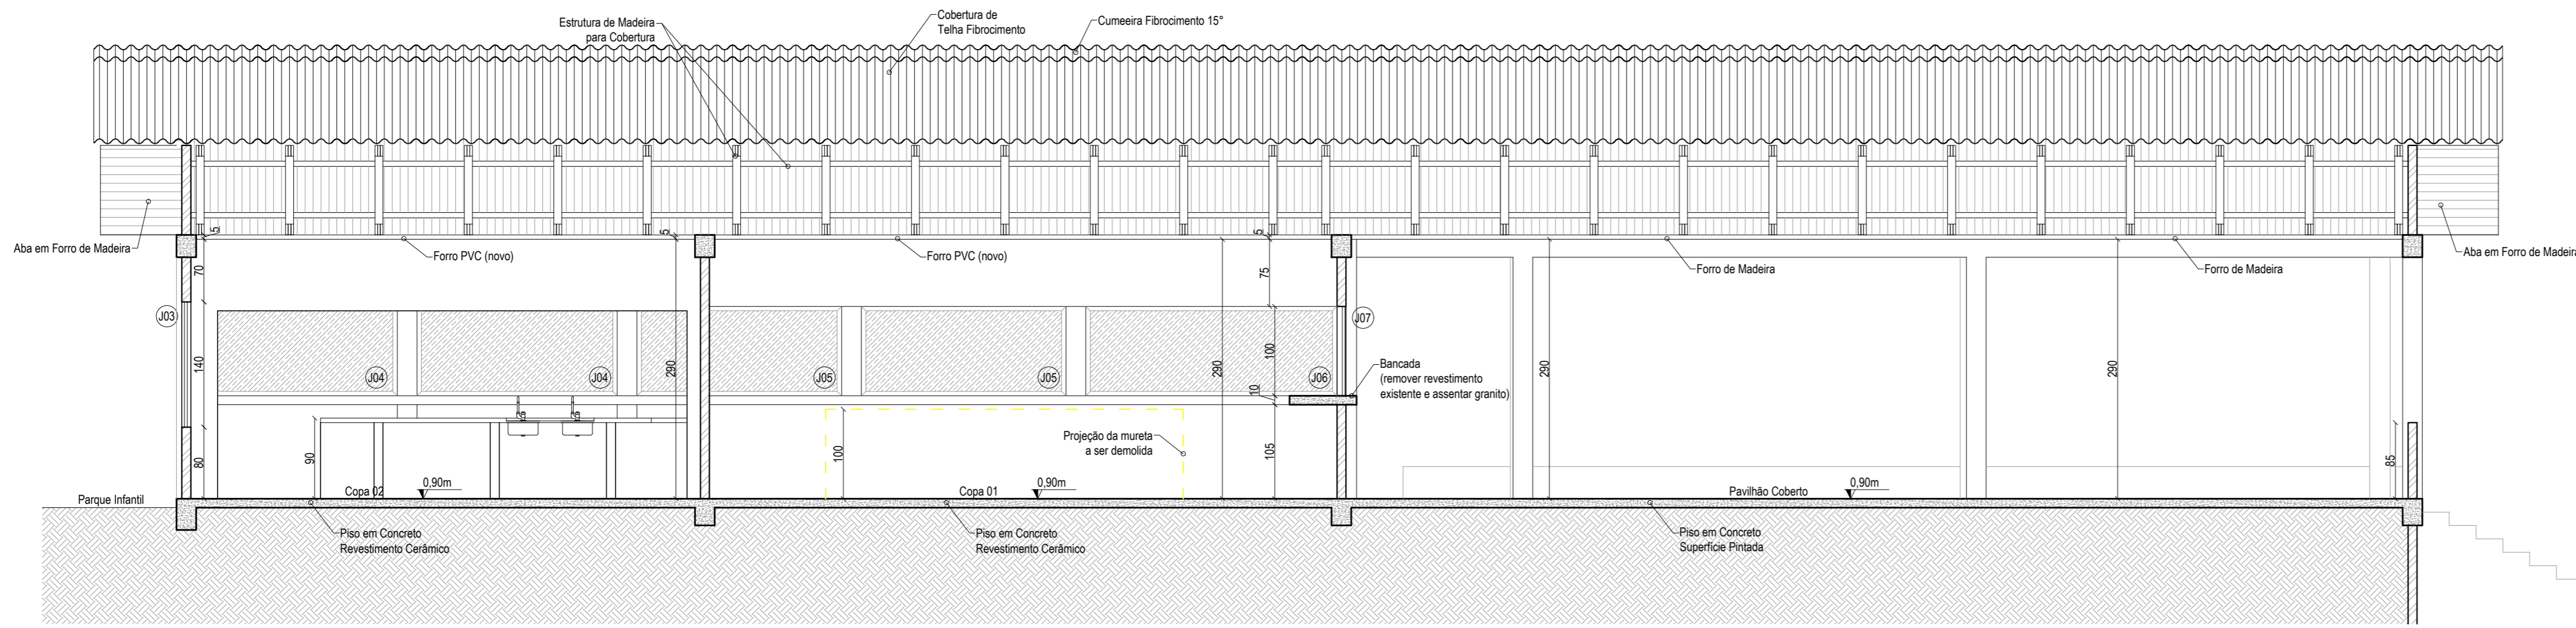 Estrutura de Madeira
para Cobertura
Cobertura de
Telha Fibrocimento
Cumeeira Fibrocimento 15°
Aba em Forro de Madeira
5
Forro PVC (novo)
5
Forro PVC (novo)
5
Forro de Madeira
Forro de Madeira
Aba em Forro de Madeira
70
75
J03
J07
140
J04
J04
290
J05
J05
290
100
J06
10
Bancada
(remover revestimento
existente e assentar granito)
290
290
80
90
100
Projeção da mureta
a ser demolida
105
85
Parque Infantil
Copa 02
0,90m
Copa 01
0,90m
Pavilhão Coberto
0,90m
Piso em Concreto
Revestimento Cerâmico
Piso em Concreto
Revestimento Cerâmico
Piso em Concreto
Superfície Pintada